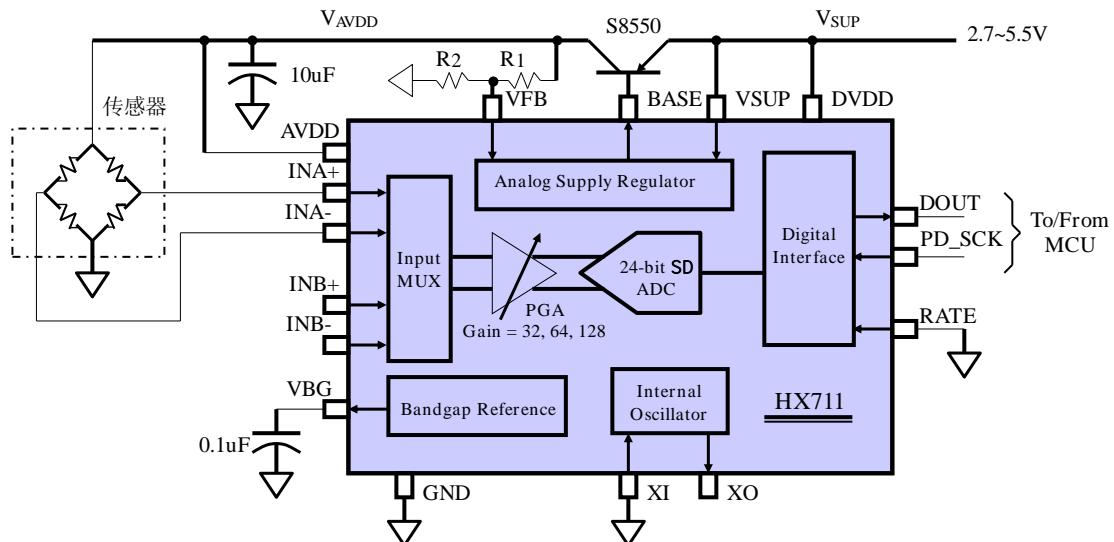 V_AVDD
S8550
V_SUP
2.7~5.5V
10uF
R2
R1
VFB
BASE
VSUP
DVDD
传感器
AVDD
INA+
INA-
INB+
INB-
VBG
0.1uF
Analog Supply Regulator
Input
MUX
PGA
Gain = 32, 64, 128
24-bit SD
ADC
Digital
Interface
DOUT
PD_SCK
To/From
MCU
RATE
Bandgap Reference
Internal
Oscillator
HX711
GND
XI
XO